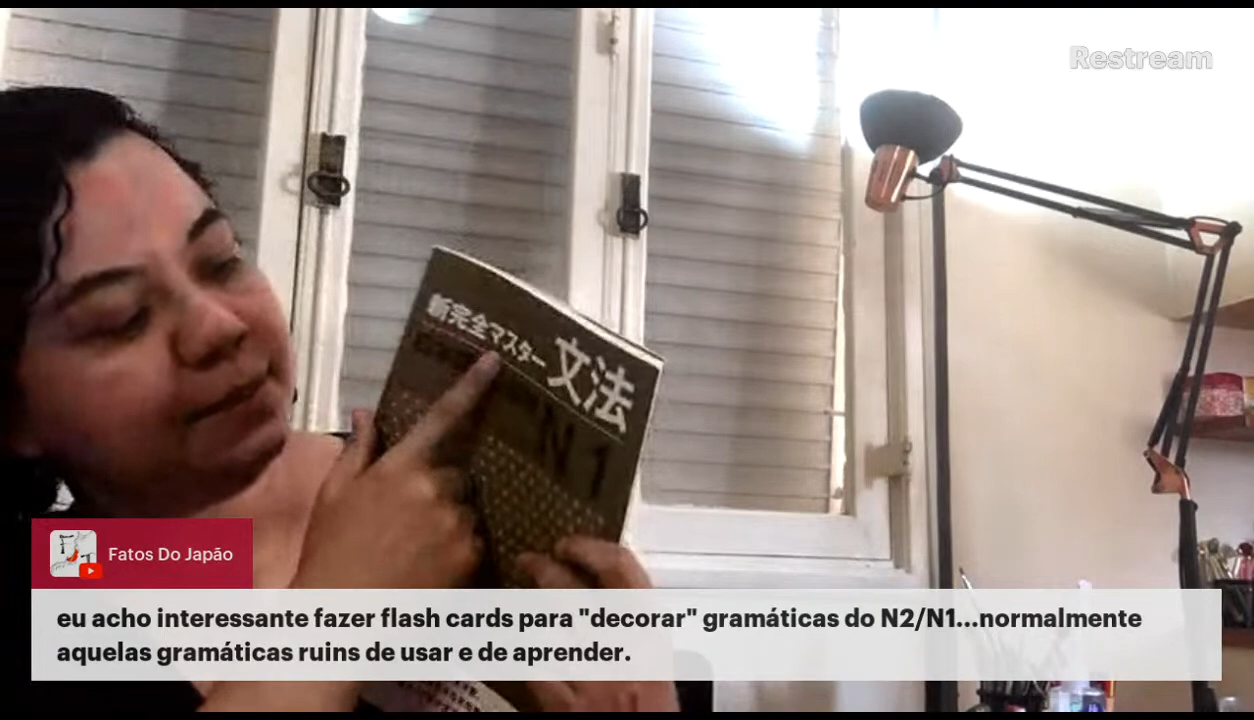 Restream
新完全マスター 文法
N1
Fatos Do Japão
eu acho interessante fazer flash cards para "decorar" gramáticas do N2/N1...normalmente
aquelas gramáticas ruins de usar e de aprender.